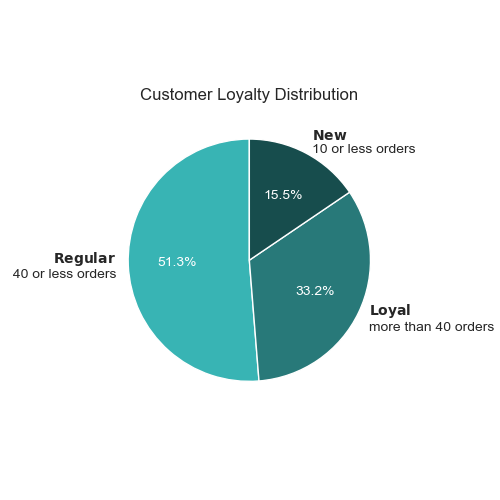 Customer Loyalty Distribution
New
10 or less orders
15.5%
Regular
40 or less orders
51.3%
33.2%
Loyal
more than 40 orders